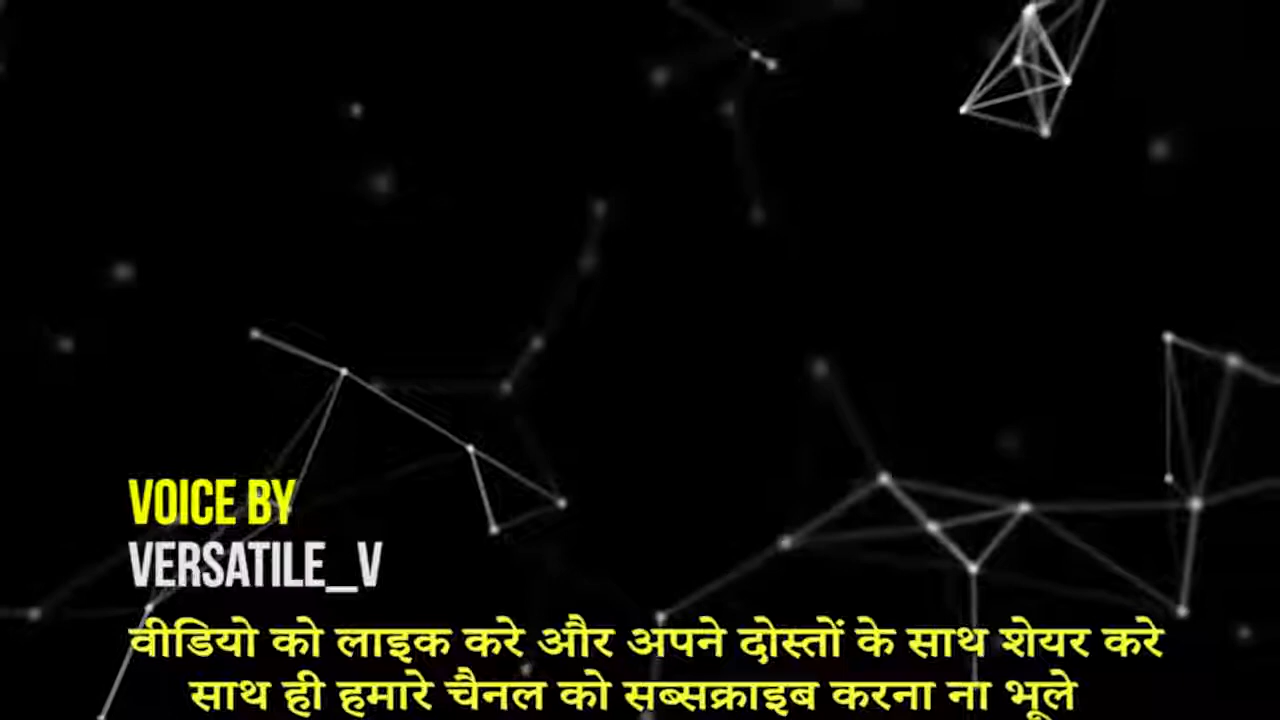 VOICE BY
VERSATILE_V
वीडियो को लाइक करे और अपने दोस्तों के साथ शेयर करे
साथ ही हमारे चैनल को सब्सक्राइब करना ना भूले